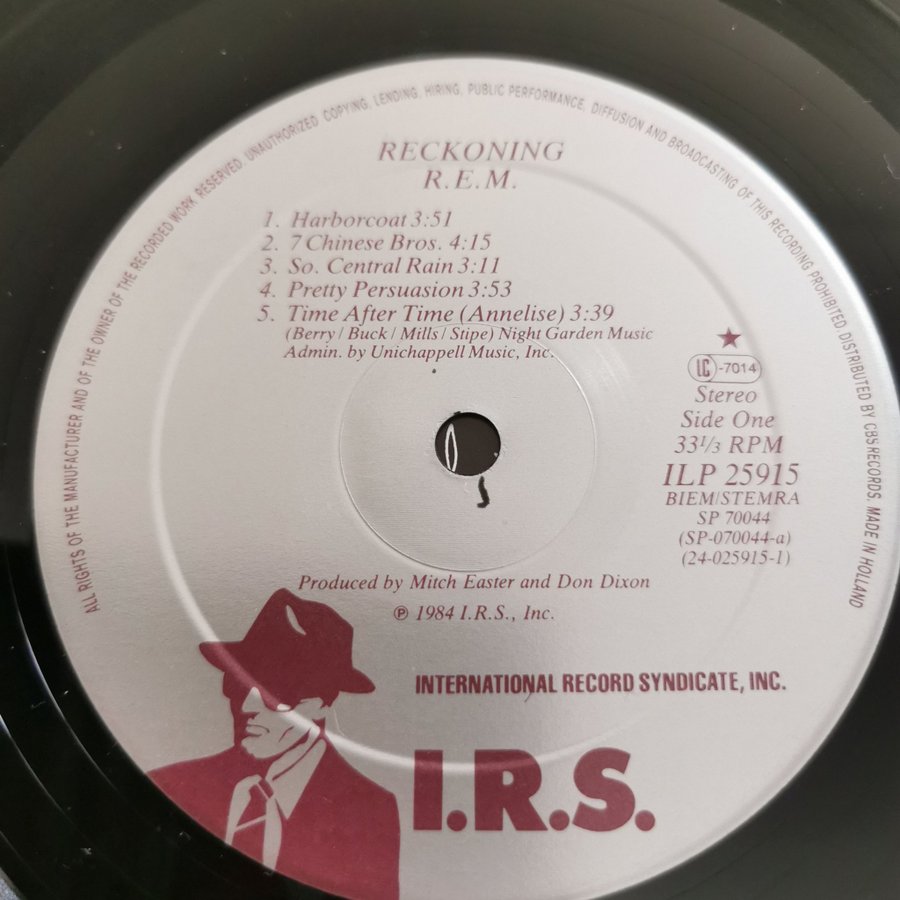 ALL RIGHTS OF THE MANUFACTURER AND OF THE OWNER OF THE RECORDED WORK RESERVED. UNAUTHORIZED COPYING, LENDING, HIRING, PUBLIC PERFORMANCE, DIFFUSION AND BROADCASTING OF THIS RECORDING PROHIBITED DISTRIBUTED BY CBS RECORDS. MADE IN HOLLAND
RECKONING
R.E.M.
1. Harborcoat 3:51
2. 7 Chinese Bros. 4:15
3. So. Central Rain 3:11
4. Pretty Persuasion 3:53
5. Time After Time (Annelise) 3:39
(Berry / Buck / Mills / Stipe) Night Garden Music
Admin. by Unichappell Music, Inc.
LC -7014
Stereo
Side One
33 1/3 RPM
ILP 25915
BIEM/STEMRA
SP 70044
(SP-070044-a)
(24-025915-1)
Produced by Mitch Easter and Don Dixon
℗ 1984 I.R.S., Inc.
INTERNATIONAL RECORD SYNDICATE, INC.
I.R.S.